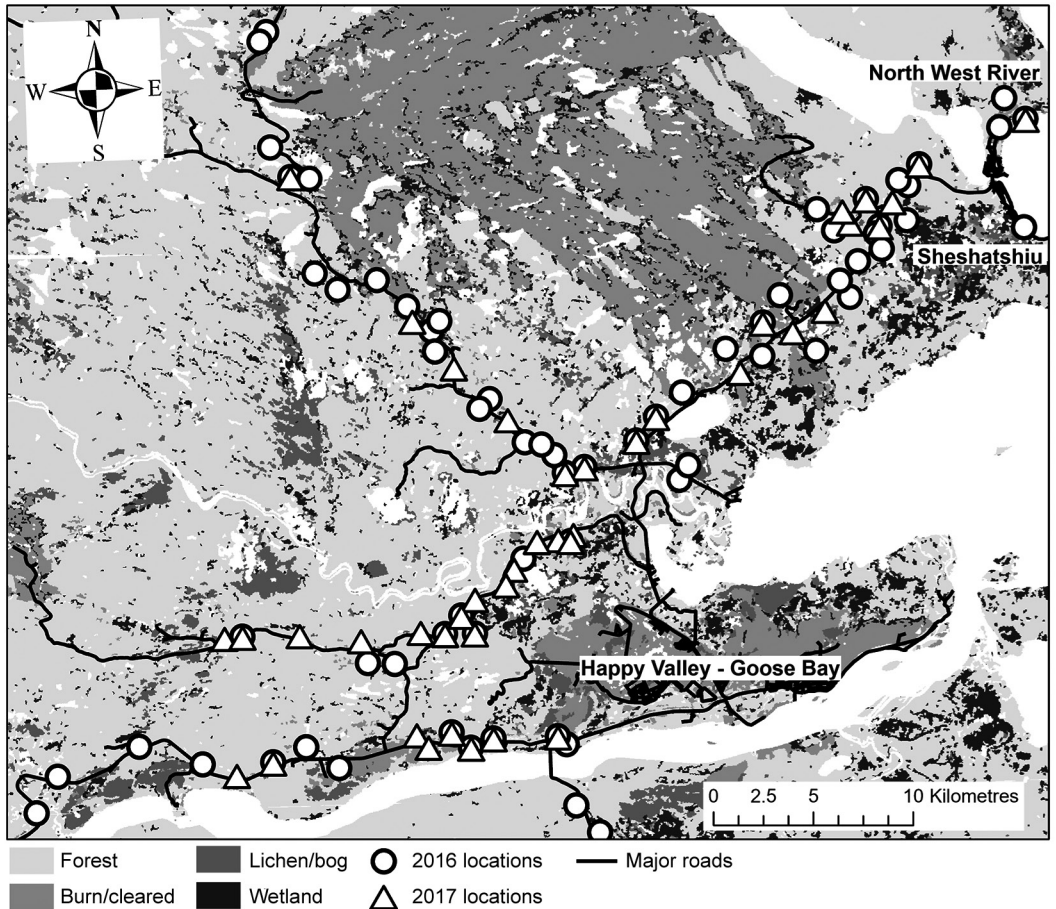 N
W E
S
North West River
Sheshatshiu
Happy Valley - Goose Bay
0 2.5 5 10 Kilometres
Forest Lichen/bog 2016 locations Major roads
Burn/cleared Wetland 2017 locations